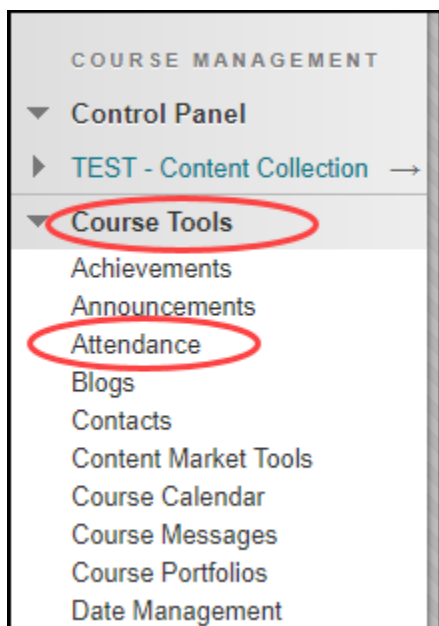 COURSE MANAGEMENT
Control Panel
TEST - Content Collection →
Course Tools
Achievements
Announcements
Attendance
Blogs
Contacts
Content Market Tools
Course Calendar
Course Messages
Course Portfolios
Date Management